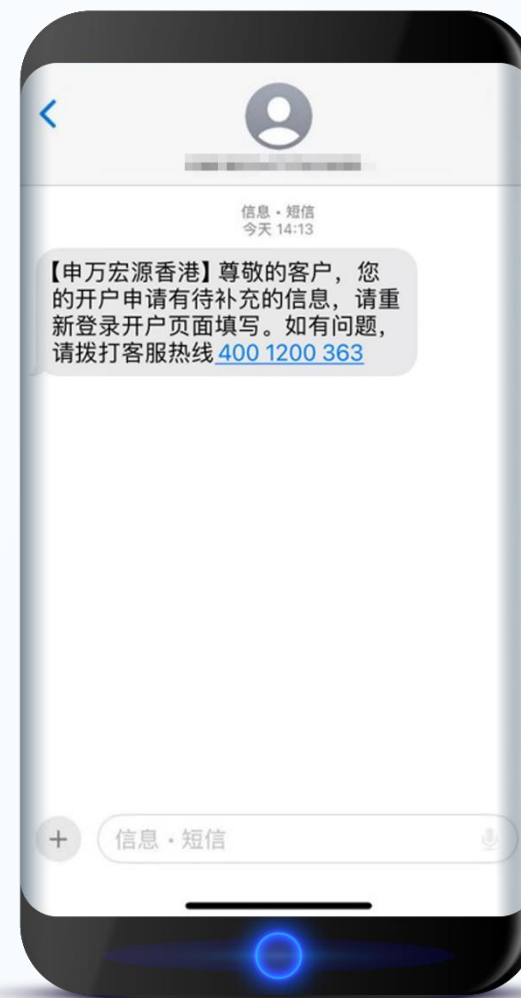 信息・短信
今天 14:13
【申万宏源香港】尊敬的客户，您
的开户申请有待补充的信息，请重
新登录开户页面填写。如有问题，
请拨打客服热线 400 1200 363
信息・短信